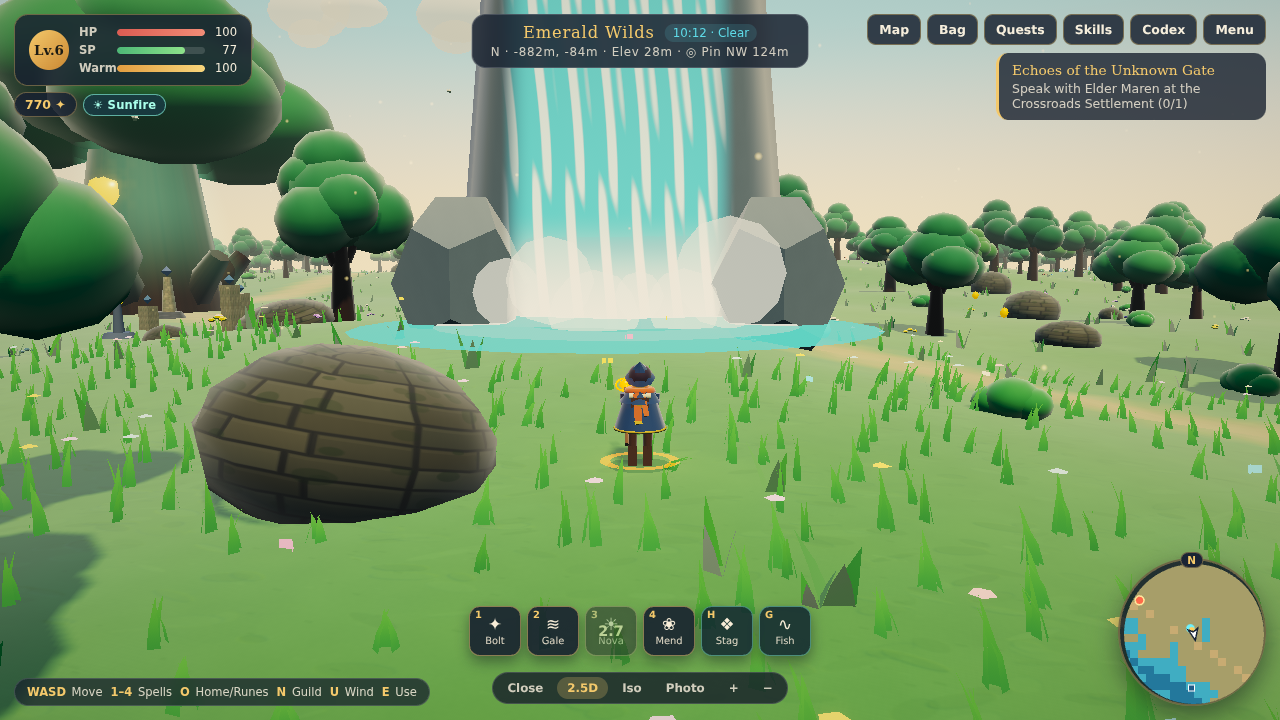 Lv.6
HP 100
SP 77
Warm 100
770 ✦
☀ Sunfire
Emerald Wilds 10:12 · Clear
N · -882m, -84m · Elev 28m · ◎ Pin NW 124m
Map Bag Quests Skills Codex Menu
Echoes of the Unknown Gate
Speak with Elder Maren at the
Crossroads Settlement (0/1)
N
1 Bolt
2 Gale
3 2.7 Nova
4 Mend
H Stag
G Fish
WASD Move 1–4 Spells O Home/Runes N Guild U Wind E Use
Close 2.5D Iso Photo + −